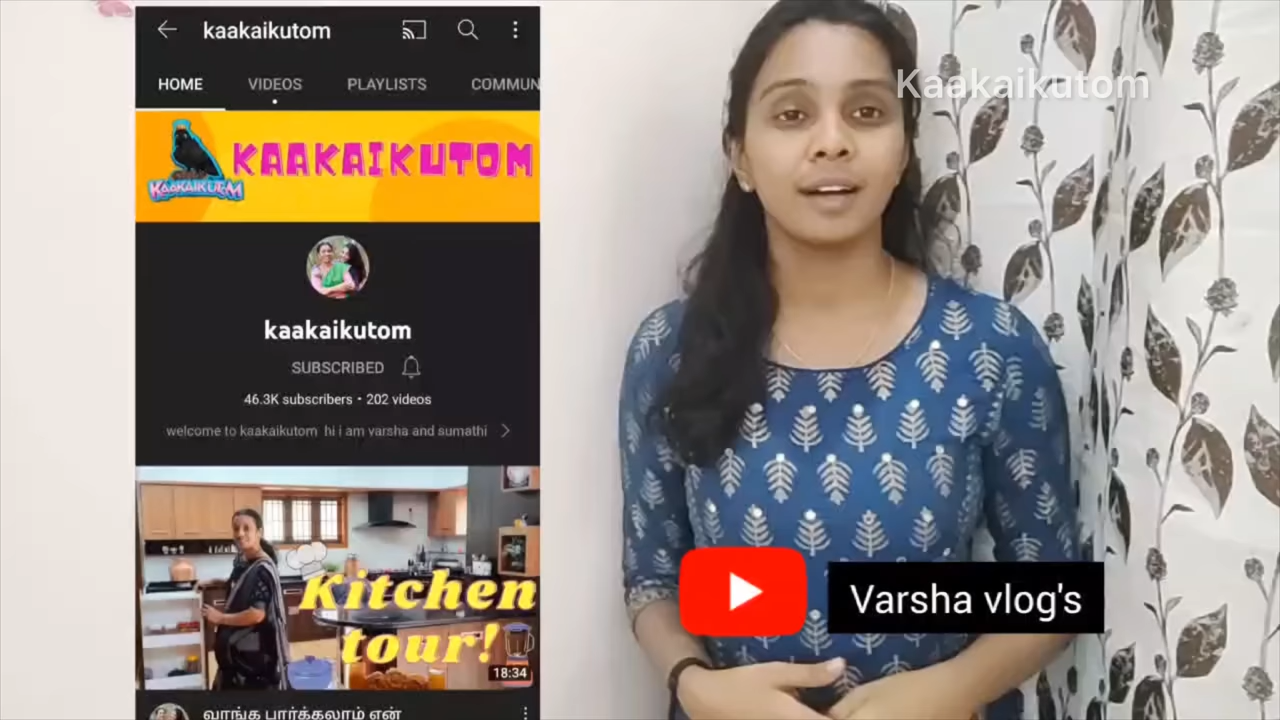 kaakaikutom
HOME VIDEOS PLAYLISTS COMMUN
KAAKAIKUTOM
KAAKAIKUTOM
kaakaikutom
SUBSCRIBED
46.3K subscribers • 202 videos
welcome to kaakaikutom hi i am varsha and sumathi
Kitchen
tour!
18:34
வாங்க பார்க்கலாம் என்
Kaakaikutom
Varsha vlog's